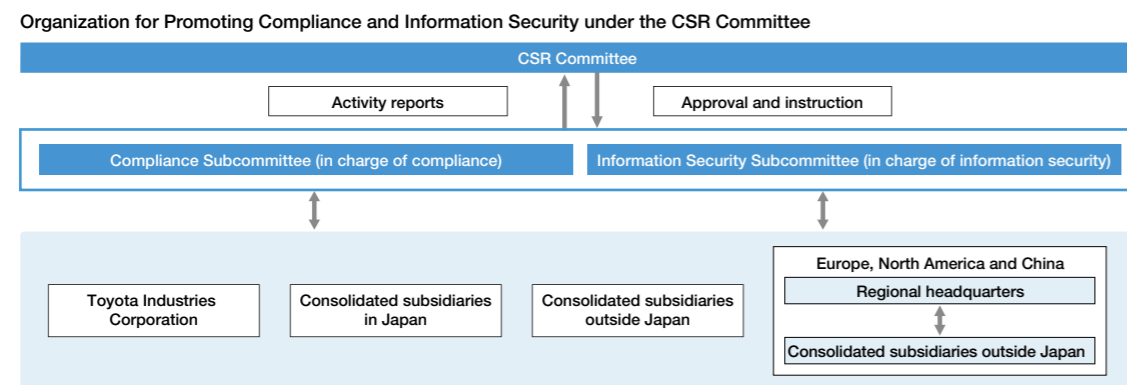 Organization for Promoting Compliance and Information Security under the CSR Committee
CSR Committee
Activity reports
Approval and instruction
Compliance Subcommittee (in charge of compliance)
Information Security Subcommittee (in charge of information security)
Toyota Industries
Corporation
Consolidated subsidiaries
in Japan
Consolidated subsidiaries
outside Japan
Europe, North America and China
Regional headquarters
Consolidated subsidiaries outside Japan